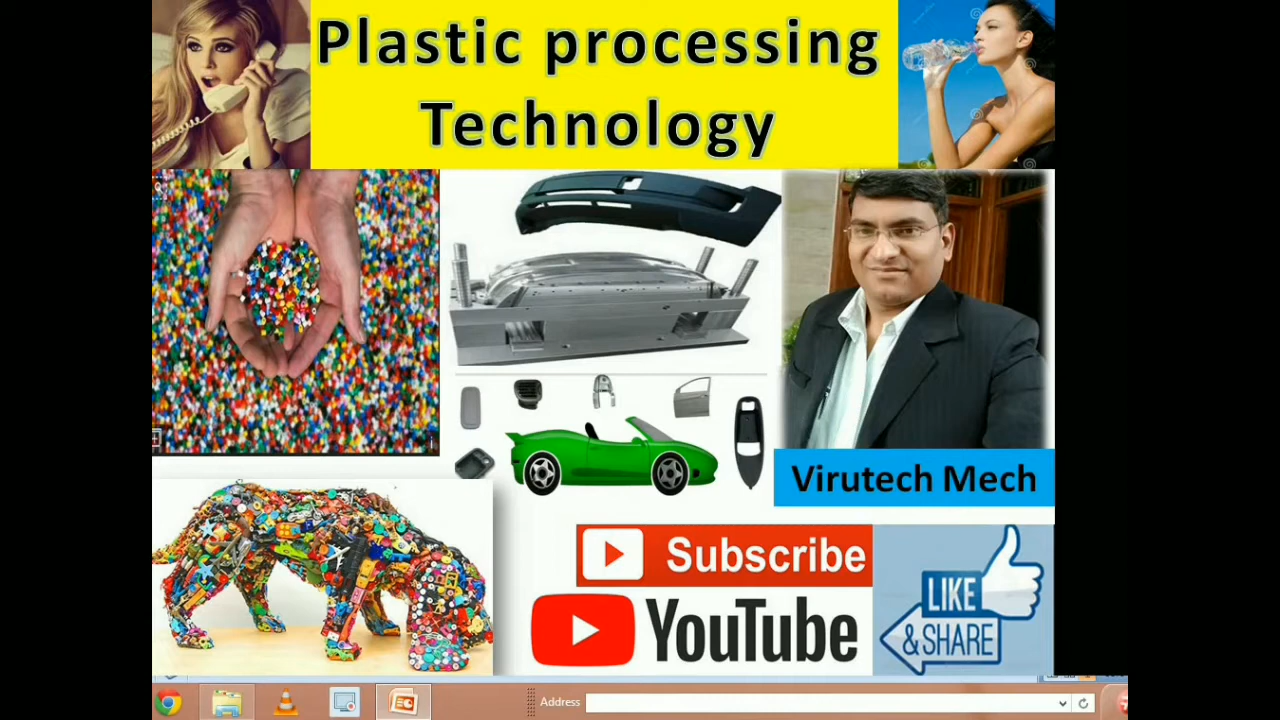 Plastic processing
Technology
Virutech Mech
Subscribe
YouTube
LIKE
& SHARE
Address